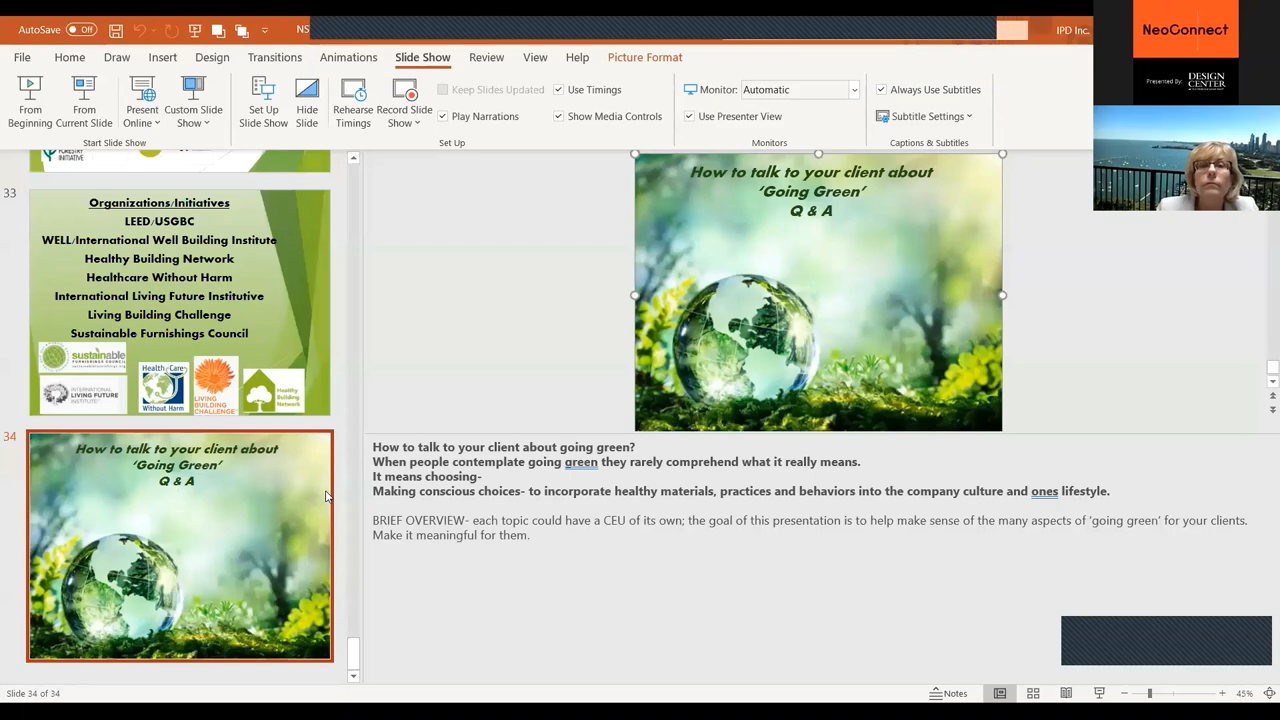 AutoSave Off
NS
IPD Inc.
File Home Draw Insert Design Transitions Animations Slide Show Review View Help Picture Format
From Beginning
From Current Slide
Present Online
Custom Slide Show
Start Slide Show
Set Up Slide Show
Hide Slide
Rehearse Timings
Record Slide Show
Keep Slides Updated
Play Narrations
Use Timings
Show Media Controls
Set Up
Monitor: Automatic
Use Presenter View
Monitors
Always Use Subtitles
Subtitle Settings
Captions & Subtitles
NeoConnect
Presented By: DESIGN CENTER
FORESTRY
INITIATIVE
33
Organizations/Initiatives
LEED/USGBC
WELL/International Well Building Institute
Healthy Building Network
Healthcare Without Harm
International Living Future Institutive
Living Building Challenge
Sustainable Furnishings Council
sustainable
FURNISHINGS COUNCIL
INTERNATIONAL
LIVING FUTURE
INSTITUTE
Health Care
Without Harm
LIVING
BUILDING
CHALLENGE
Healthy
Building
Network
34
How to talk to your client about
‘Going Green’
Q & A
How to talk to your client about
‘Going Green’
Q & A
How to talk to your client about going green?
When people contemplate going green they rarely comprehend what it really means.
It means choosing-
Making conscious choices- to incorporate healthy materials, practices and behaviors into the company culture and ones lifestyle.
BRIEF OVERVIEW- each topic could have a CEU of its own; the goal of this presentation is to help make sense of the many aspects of ‘going green’ for your clients.
Make it meaningful for them.
Slide 34 of 34
Notes
45%